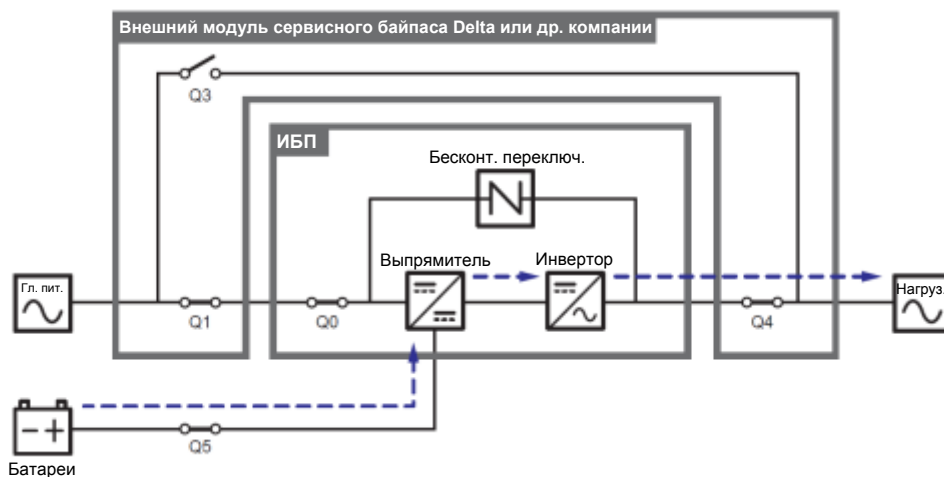 Внешний модуль сервисного байпаса Delta или др. компании
Q3
ИБП
Бесконт. переключ.
Выпрямитель
Инвертор
Гл. пит.
Нагруз.
Q1
Q0
Q4
Q5
Батареи